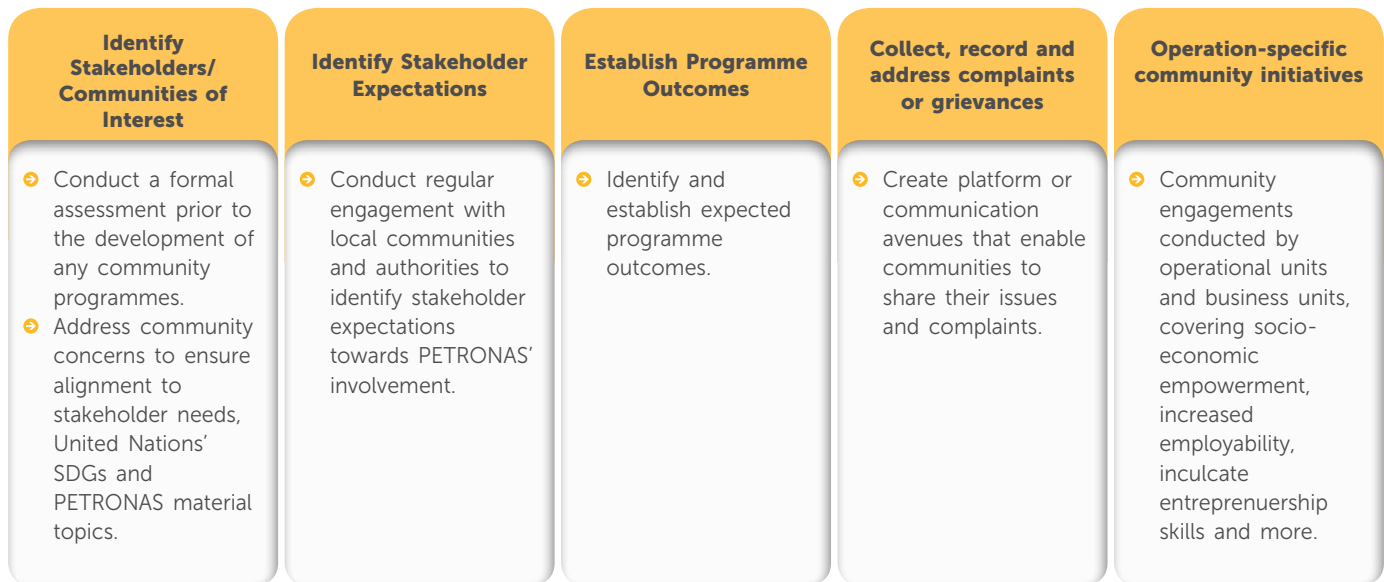 Identify
Stakeholders/
Communities of
Interest
Conduct a formal
assessment prior to
the development of
any community
programmes.
Address community
concerns to ensure
alignment to
stakeholder needs,
United Nations’
SDGs and
PETRONAS material
topics.
Identify Stakeholder
Expectations
Conduct regular
engagement with
local communities
and authorities to
identify stakeholder
expectations
towards PETRONAS’
involvement.
Establish Programme
Outcomes
Identify and
establish expected
programme
outcomes.
Collect, record and
address complaints
or grievances
Create platform or
communication
avenues that enable
communities to
share their issues
and complaints.
Operation-specific
community initiatives
Community
engagements
conducted by
operational units
and business units,
covering socio-
economic
empowerment,
increased
employability,
inculcate
entreprenuership
skills and more.